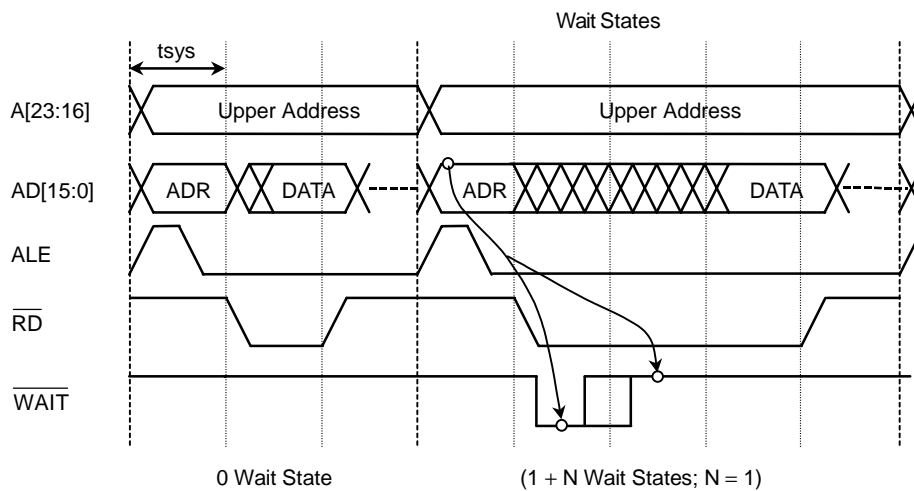 Wait States
tsys
A[23:16]
Upper Address
Upper Address
AD[15:0]
ADR
DATA
ADR
DATA
ALE
RD
WAIT
0 Wait State
(1 + N Wait States; N = 1)